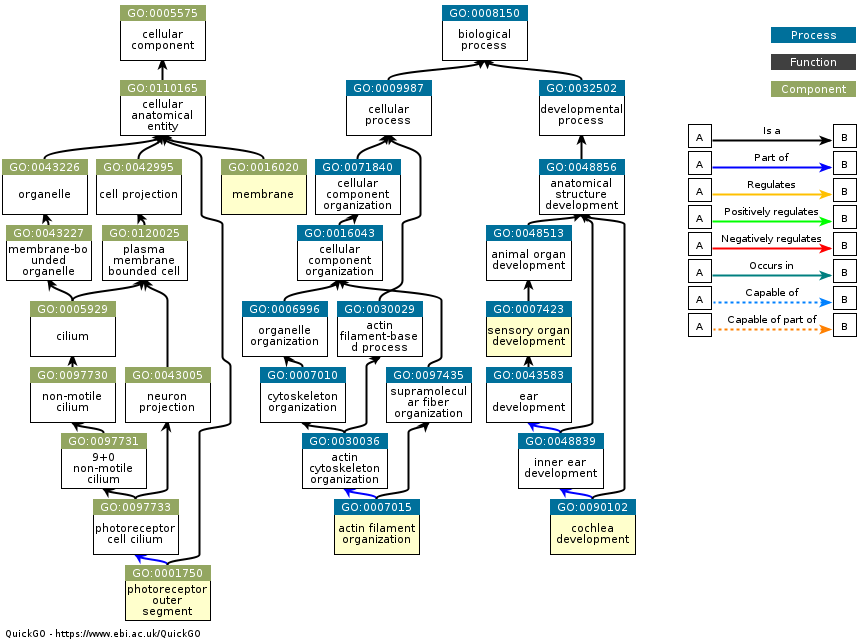 GO:0005575
cellular
component
GO:0008150
biological
process
Process
Function
Component
GO:0110165
cellular
anatomical
entity
GO:0009987
cellular
process
GO:0032502
developmental
process
A
Is a
B
A
Part of
B
A
Regulates
B
A
Positively regulates
B
A
Negatively regulates
B
A
Occurs in
B
A
Capable of
B
A
Capable of part of
B
GO:0043226
organelle
GO:0042995
cell projection
GO:0016020
membrane
GO:0071840
cellular
component
organization
GO:0048856
anatomical
structure
development
GO:0043227
membrane-bo
unded
organelle
GO:0120025
plasma
membrane
bounded cell
GO:0016043
cellular
component
organization
GO:0048513
animal organ
development
GO:0005929
cilium
GO:0006996
organelle
organization
GO:0030029
actin
filament-base
d process
GO:0007423
sensory organ
development
GO:0097730
non-motile
cilium
GO:0043005
neuron
projection
GO:0007010
cytoskeleton
organization
GO:0097435
supramolecul
ar fiber
organization
GO:0043583
ear
development
GO:0097731
9+0
non-motile
cilium
GO:0030036
actin
cytoskeleton
organization
GO:0048839
inner ear
development
GO:0097733
photoreceptor
cell cilium
GO:0007015
actin filament
organization
GO:0090102
cochlea
development
GO:0001750
photoreceptor
outer
segment
QuickGO - https://www.ebi.ac.uk/QuickGO